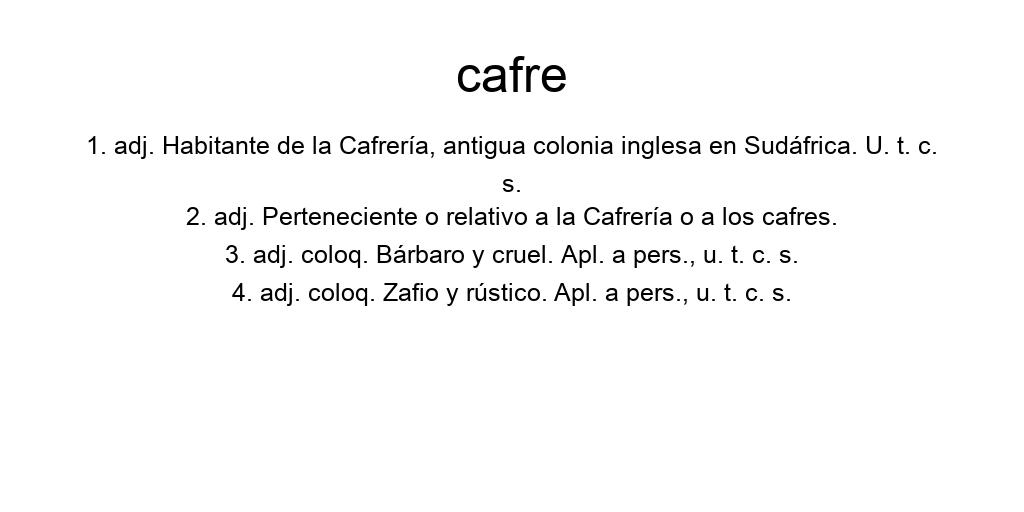 cafre
1. adj. Habitante de la Cafrería, antigua colonia inglesa en Sudáfrica. U. t. c.
s.
2. adj. Perteneciente o relativo a la Cafrería o a los cafres.
3. adj. coloq. Bárbaro y cruel. Apl. a pers., u. t. c. s.
4. adj. coloq. Zafio y rústico. Apl. a pers., u. t. c. s.